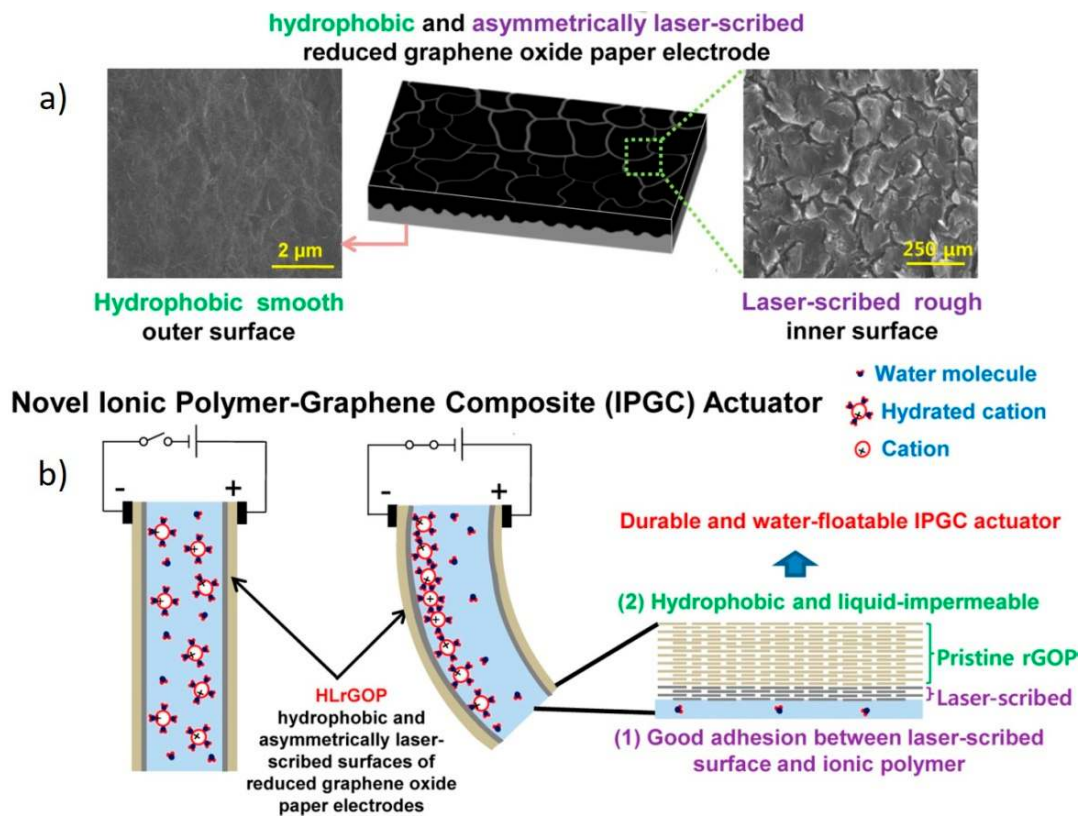 hydrophobic and asymmetrically laser-scribed
reduced graphene oxide paper electrode
a)
2 μm
250 μm
Hydrophobic smooth
outer surface
Laser-scribed rough
inner surface
Water molecule
Hydrated cation
Cation
Novel Ionic Polymer-Graphene Composite (IPGC) Actuator
b)
- +
- +
HLrGOP
hydrophobic and
asymmetrically laser-
scribed surfaces of
reduced graphene oxide
paper electrodes
Durable and water-floatable IPGC actuator
(2) Hydrophobic and liquid-impermeable
Pristine rGOP
Laser-scribed
(1) Good adhesion between laser-scribed
surface and ionic polymer